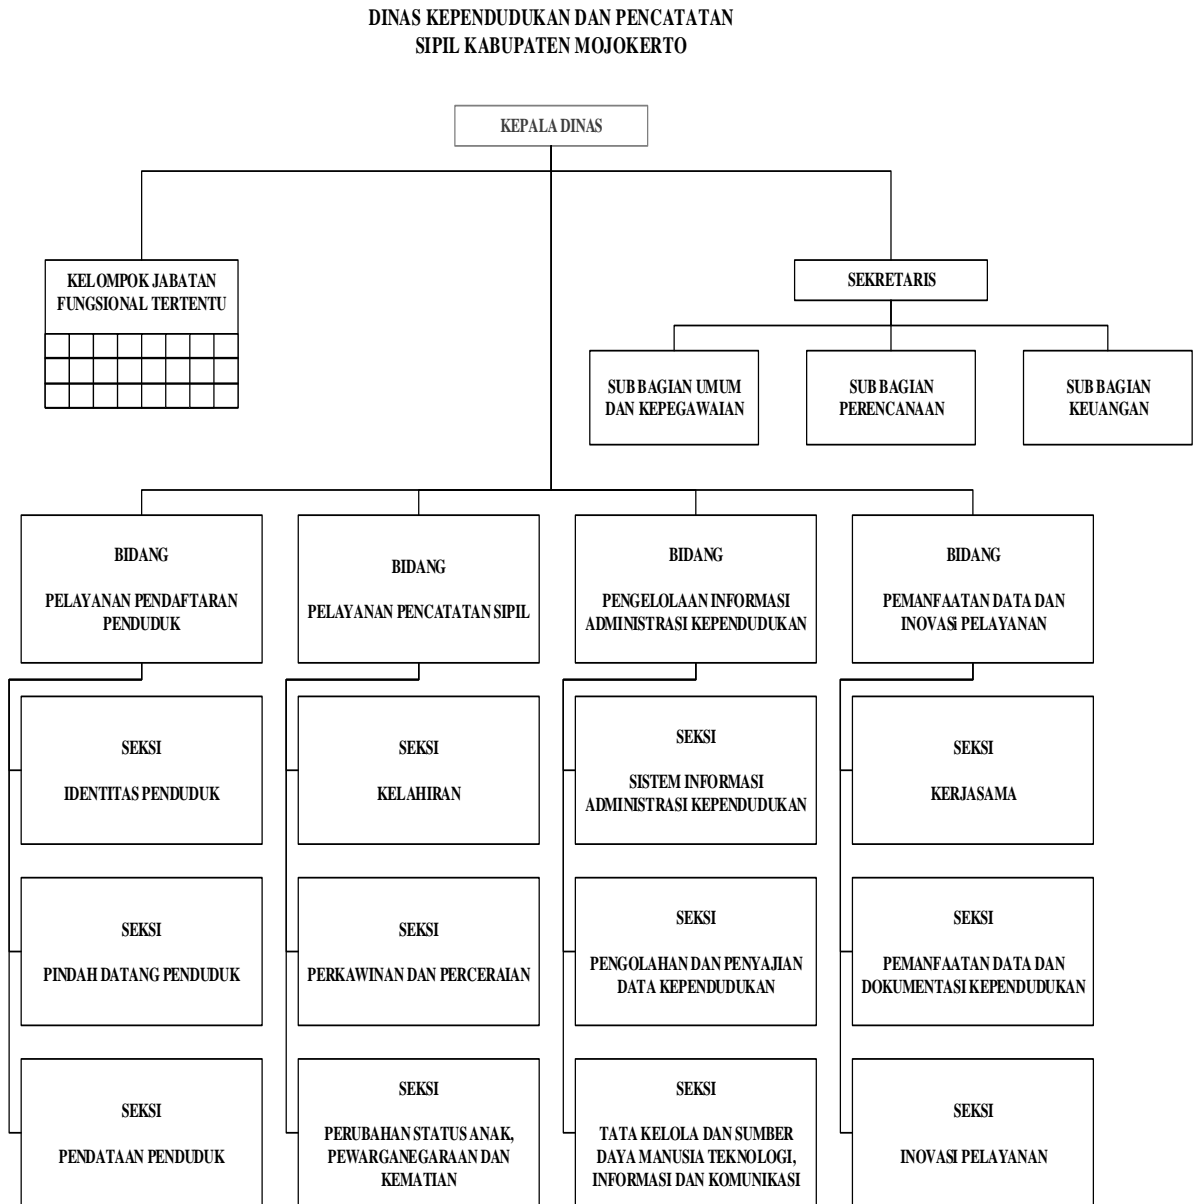 DINAS KEPENDUDUKAN DAN PENCATATAN
SIPIL KABUPATEN MOJOKERTO
KEPALA DINAS
KELOMPOK JABATAN
FUNGSIONAL TERTENTU
SEKRETARIS
SUB BAGIAN UMUM
DAN KEPEGAWAIAN
SUB BAGIAN
PERENCANAAN
SUB BAGIAN
KEUANGAN
BIDANG
PELAYANAN PENDAFTARAN
PENDUDUK
BIDANG
PELAYANAN PENCATATAN SIPIL
BIDANG
PENGELOLAAN INFORMASI
ADMINISTRASI KEPENDUDUKAN
BIDANG
PEMANFAATAN DATA DAN
INOVASi PELAYANAN
SEKSI
IDENTITAS PENDUDUK
SEKSI
KELAHIRAN
SEKSI
SISTEM INFORMASI
ADMINISTRASI KEPENDUDUKAN
SEKSI
KERJASAMA
SEKSI
PINDAH DATANG PENDUDUK
SEKSI
PERKAWINAN DAN PERCERAIAN
SEKSI
PENGOLAHAN DAN PENYAJIAN
DATA KEPENDUDUKAN
SEKSI
PEMANFAATAN DATA DAN
DOKUMENTASI KEPENDUDUKAN
SEKSI
PENDATAAN PENDUDUK
SEKSI
PERUBAHAN STATUS ANAK,
PEWARGANEGARAAN DAN
KEMATIAN
SEKSI
TATA KELOLA DAN SUMBER
DAYA MANUSIA TEKNOLOGI,
INFORMASI DAN KOMUNIKASI
SEKSI
INOVASI PELAYANAN